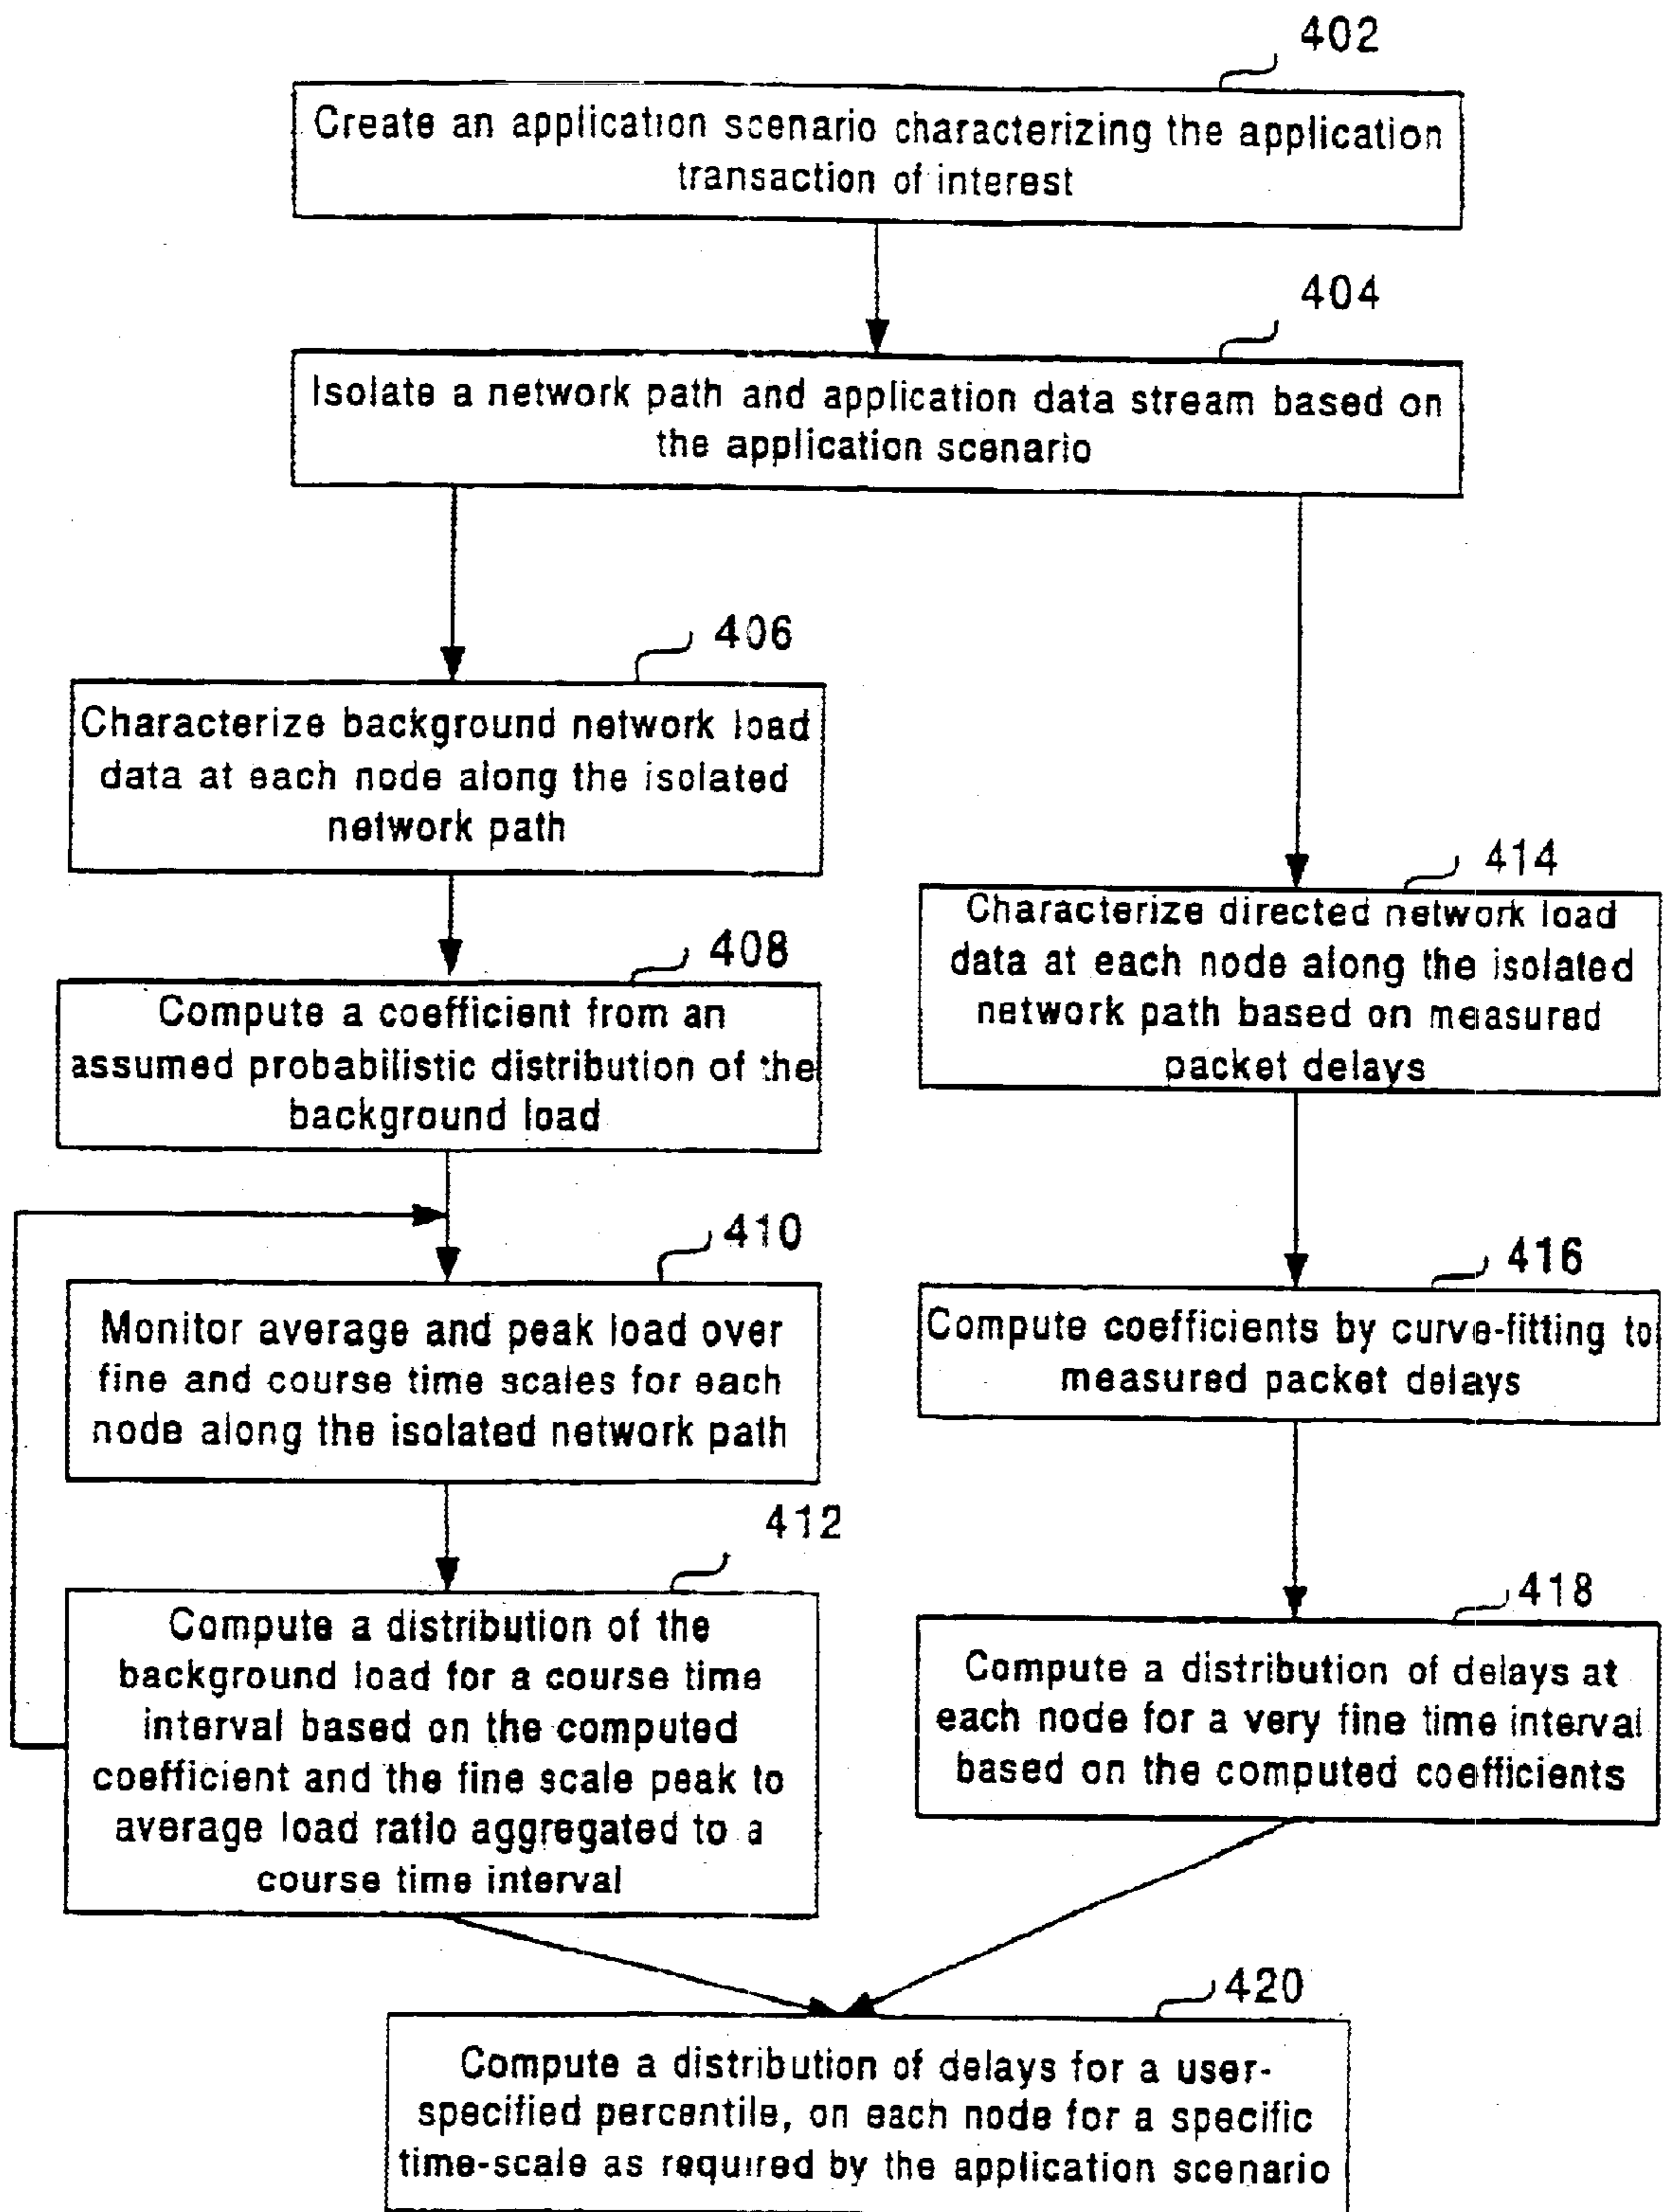 402
Create an application scenario characterizing the application
transaction of interest
404
Isolate a network path and application data stream based on
the application scenario
406
Characterize background network load
data at each node along the isolated
network path
408
Compute a coefficient from an
assumed probabilistic distribution of the
background load
410
Monitor average and peak load over
fine and course time scales for each
node along the isolated network path
412
Compute a distribution of the
background load for a course time
interval based on the computed
coefficient and the fine scale peak to
average load ratio aggregated to a
course time interval
414
Characterize directed network load
data at each node along the isolated
network path based on measured
packet delays
416
Compute coefficients by curve-fitting to
measured packet delays
418
Compute a distribution of delays at
each node for a very fine time interval
based on the computed coefficients
420
Compute a distribution of delays for a user-
specified percentile, on each node for a specific
time-scale as required by the application scenario